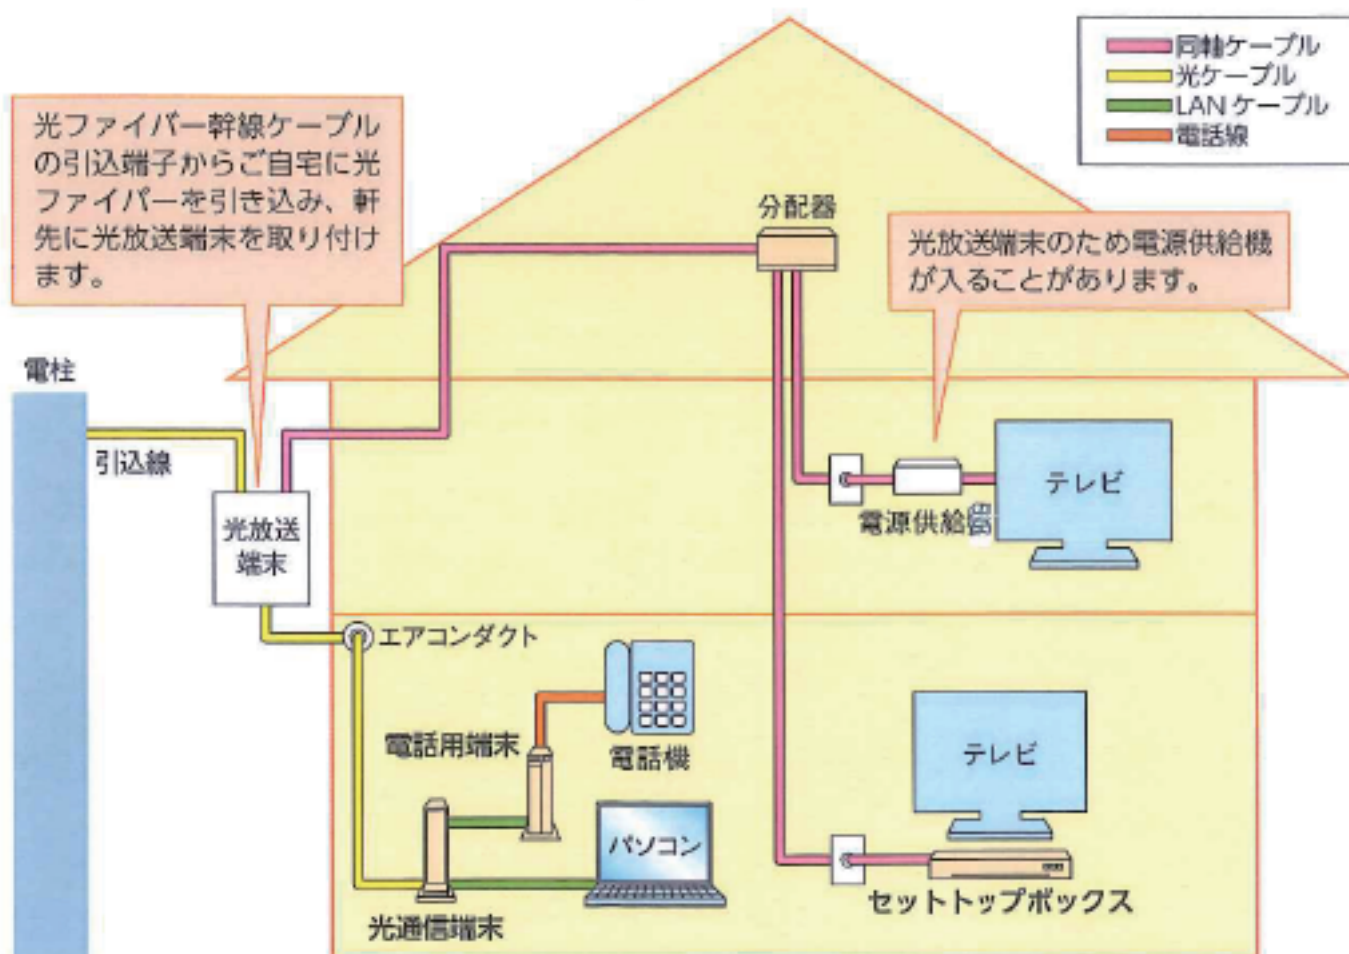 同軸ケーブル
光ケーブル
LANケーブル
電話線
光ファイバー幹線ケーブル
の引込端子からご自宅に光
ファイバーを引き込み、軒
先に光放送端末を取り付け
ます。
分配器
光放送端末のため電源供給機
が入ることがあります。
電柱
引込線
光放送
端末
テレビ
電源供給器
エアコンダクト
電話用端末
電話機
テレビ
パソコン
セットトップボックス
光通信端末